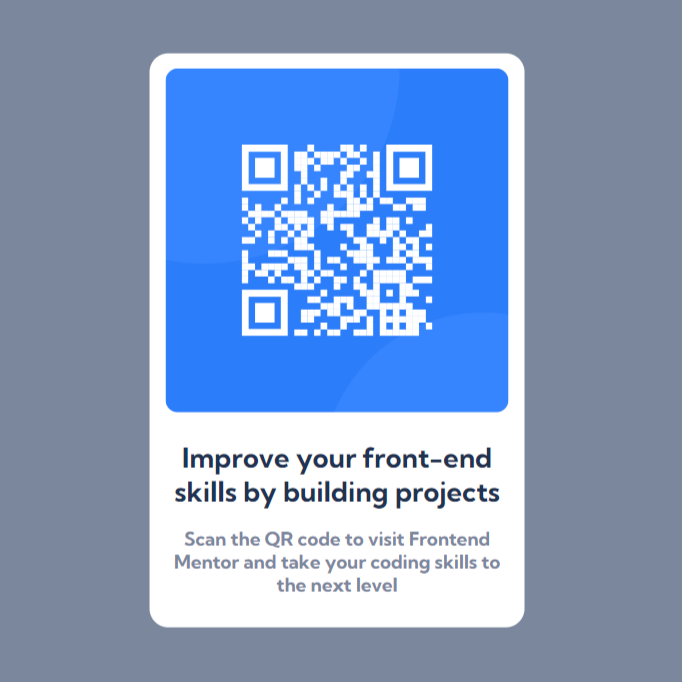 Improve your front-end
skills by building projects
Scan the QR code to visit Frontend
Mentor and take your coding skills to
the next level